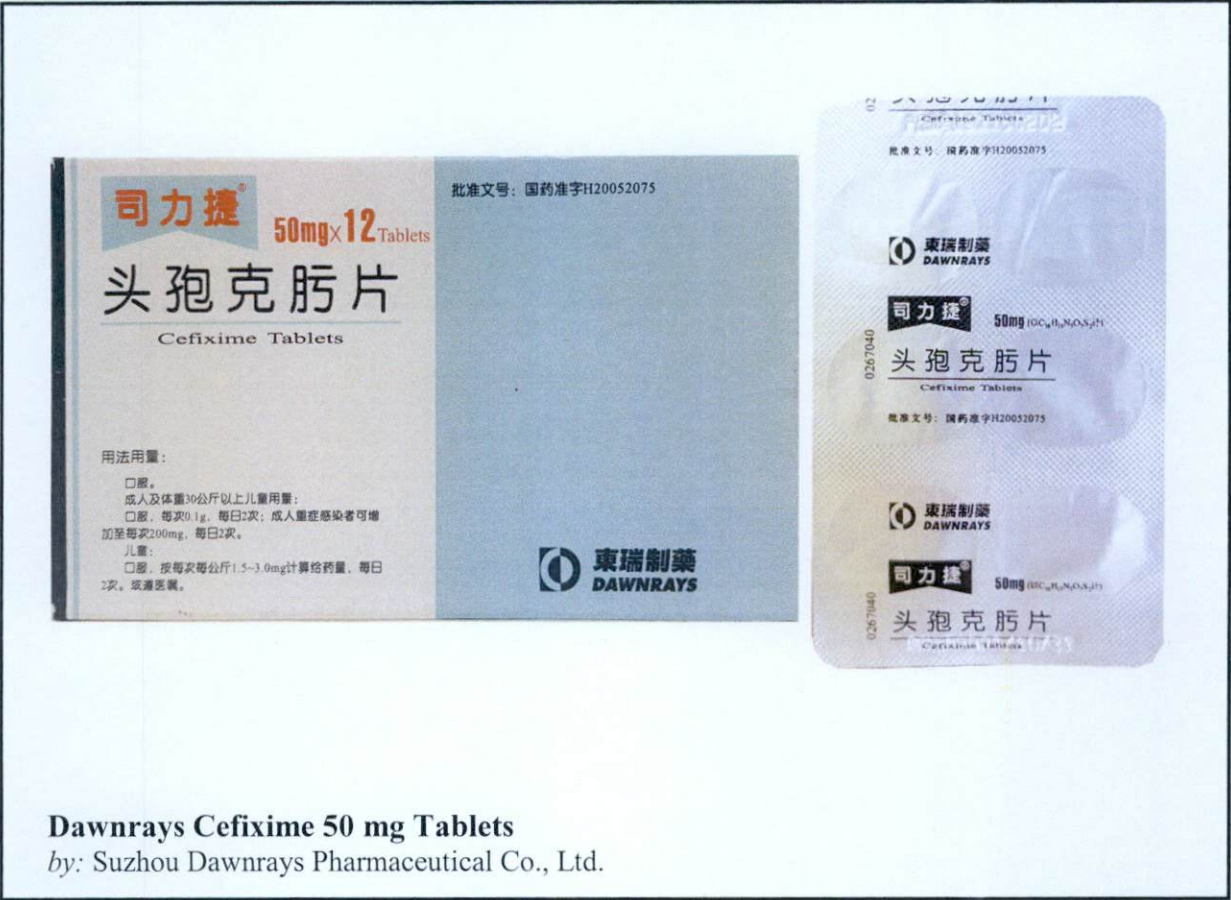 司力捷®
50mg×12Tablets
头孢克肟片
Cefixime Tablets
批准文号：国药准字H20052075
用法用量：
口服。
成人及体重30公斤以上儿童用量：
口服，每次0.1g，每日2次；成人重症感染者可增
加至每次200mg，每日2次。
儿童：
口服，按每次每公斤1.5~3.0mg计算给药量，每日
2次。或遵医嘱。
東瑞制藥
DAWNRAYS
Cefixime Tablets
批准文号：国药准字H20052075
東瑞制藥
DAWNRAYS
司力捷®
50mg
0267040
头孢克肟片
Cefixime Tablets
批准文号：国药准字H20052075
東瑞制藥
DAWNRAYS
司力捷®
50mg
0267040
头孢克肟片
Cefixime Tablets
Dawnrays Cefixime 50 mg Tablets
by: Suzhou Dawnrays Pharmaceutical Co., Ltd.